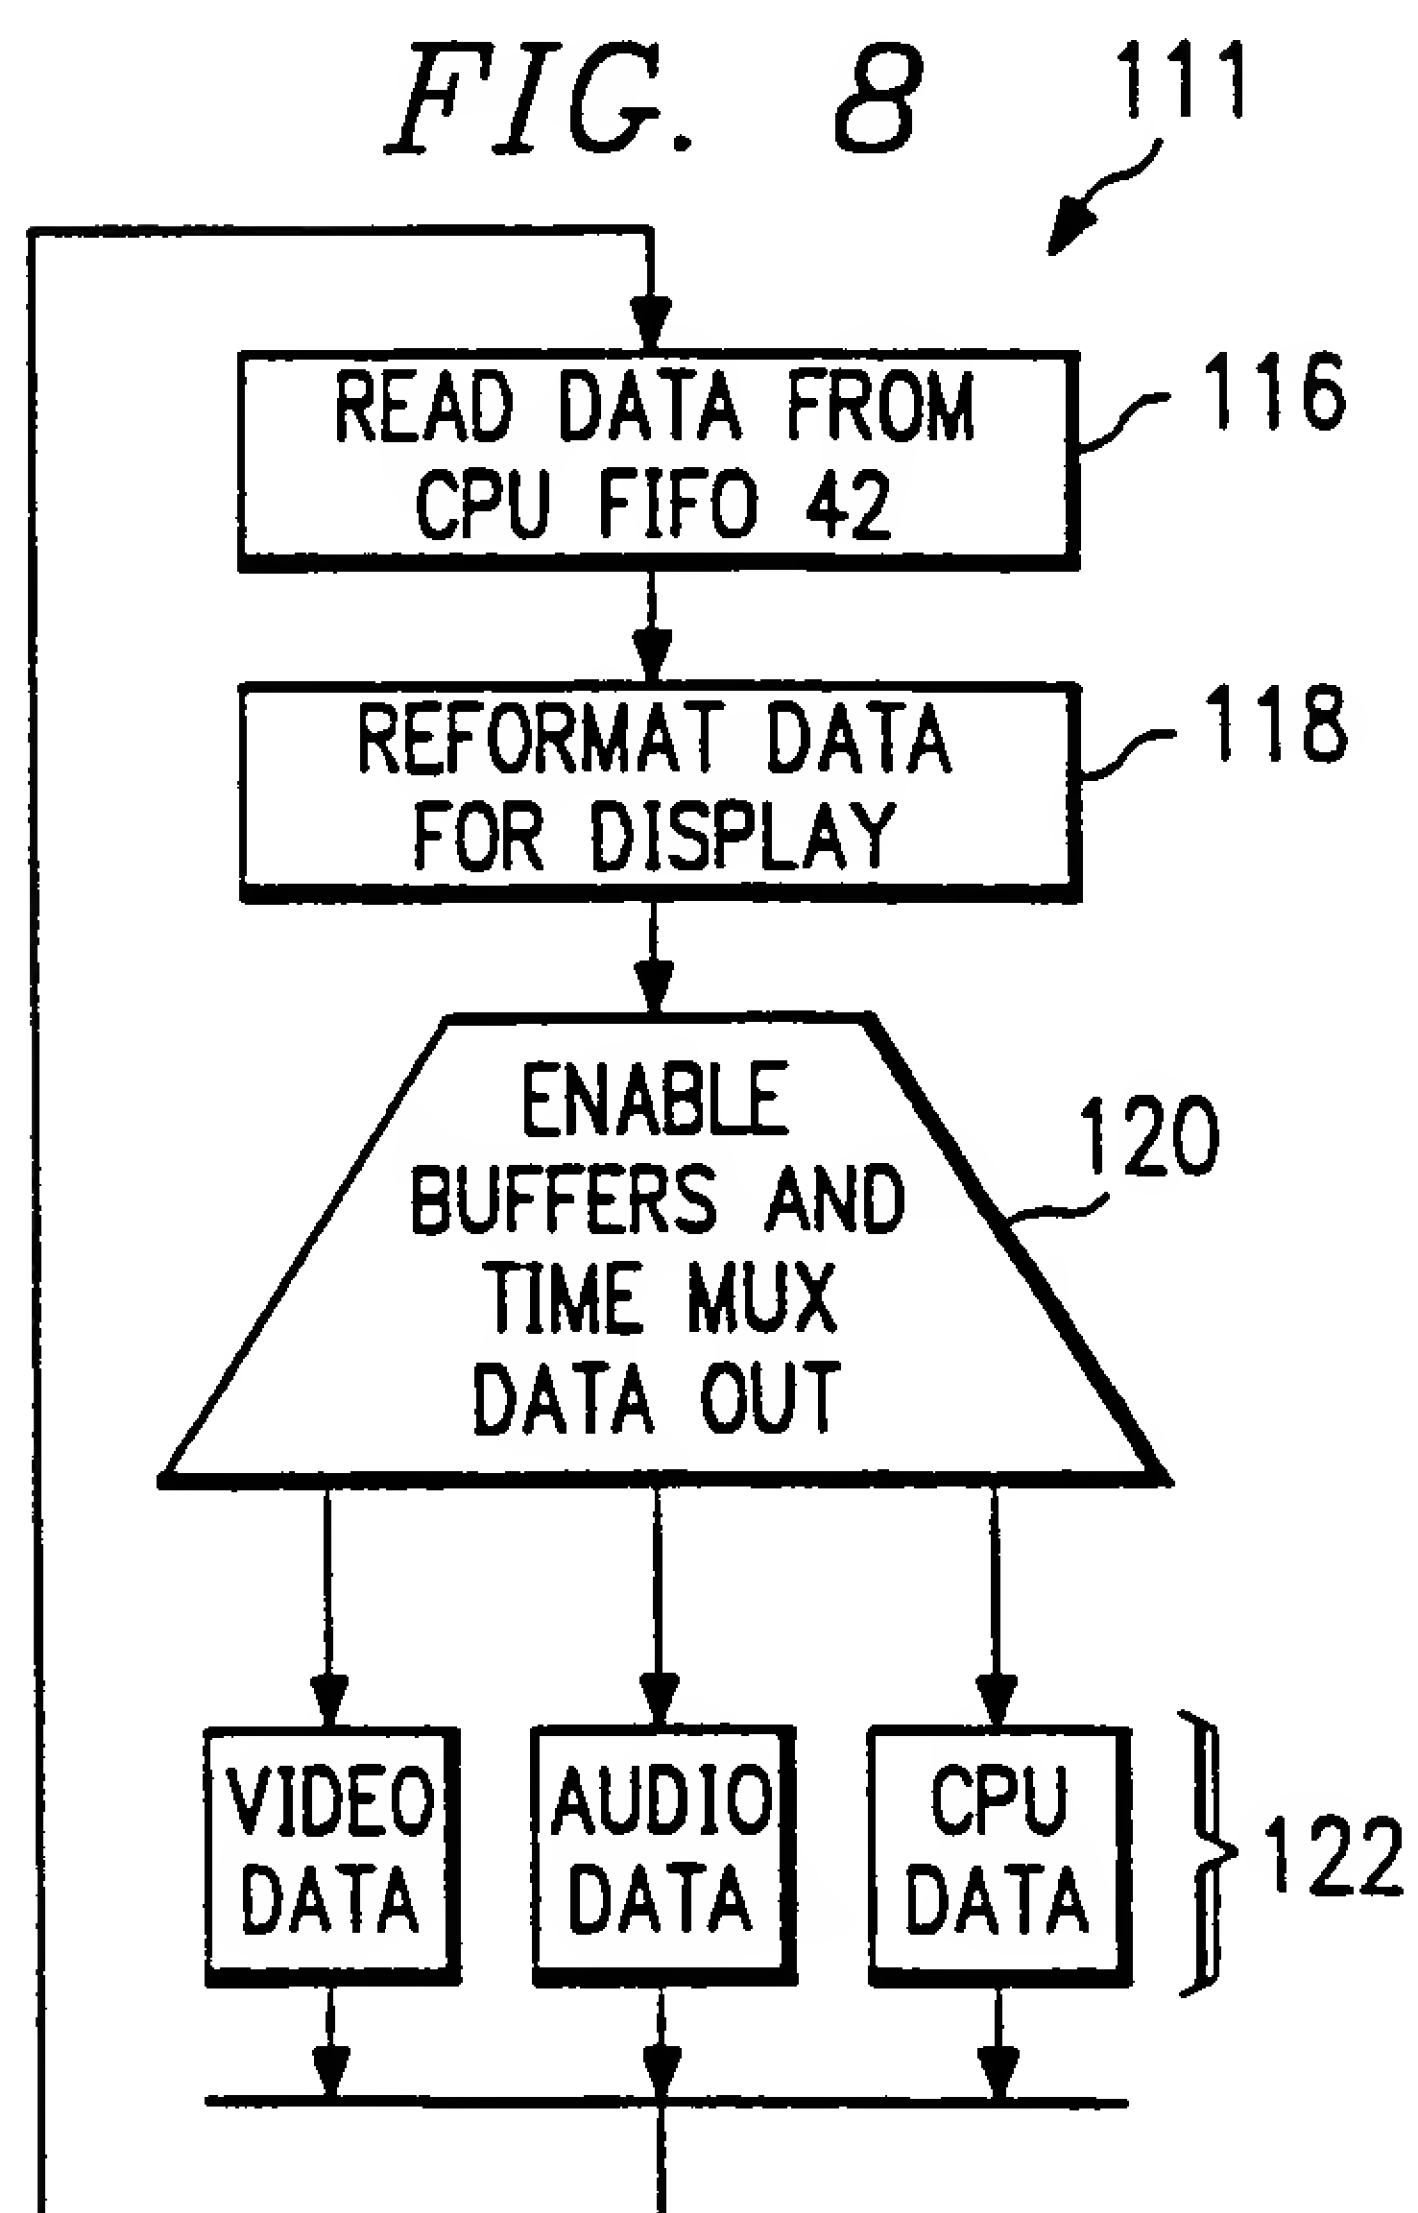 FIG. 8
111
READ DATA FROM
CPU FIFO 42
116
REFORMAT DATA
FOR DISPLAY
118
ENABLE
BUFFERS AND
TIME MUX
DATA OUT
120
VIDEO
DATA
AUDIO
DATA
CPU
DATA
122